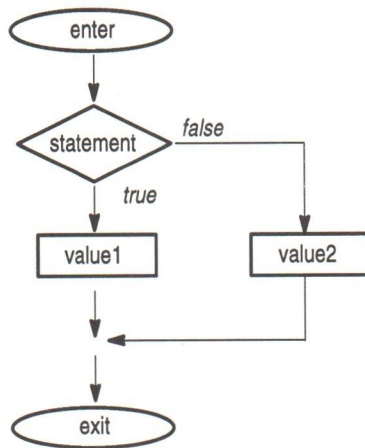 enter
statement
false
true
value1
value2
exit